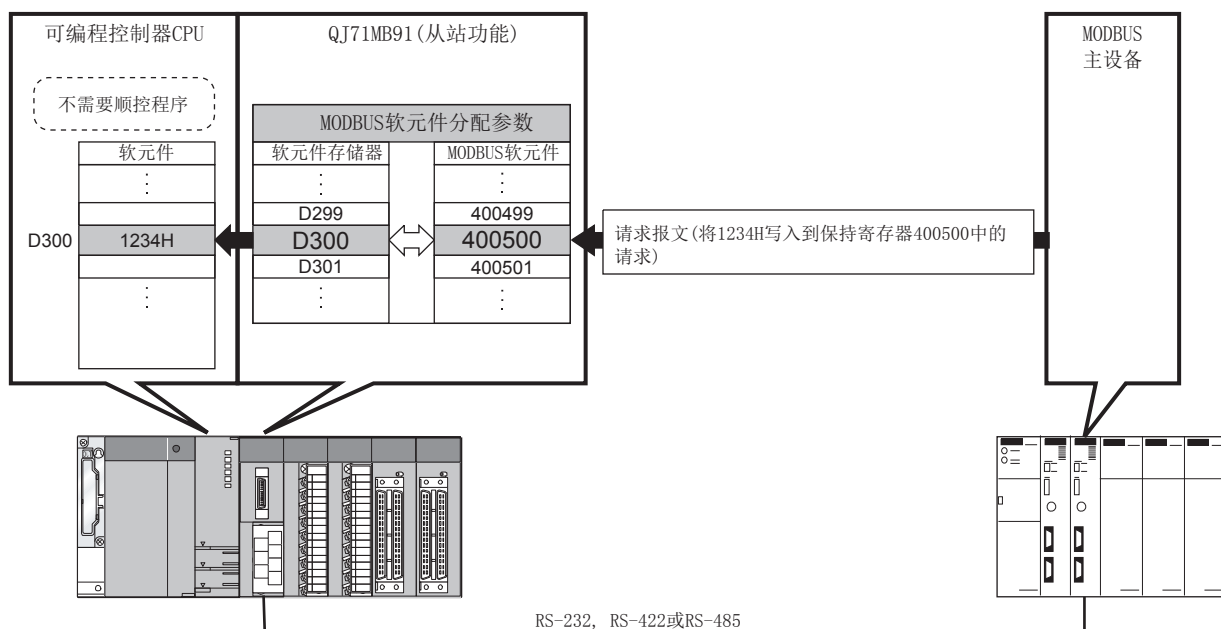 可编程控制器CPU
QJ71MB91(从站功能)
MODBUS
主设备
不需要顺控程序
MODBUS软元件分配参数
软元件
软元件存储器
MODBUS软元件
D299
400499
D300
1234H
D300
400500
请求报文(将1234H写入到保持寄存器400500中的
请求)
D301
400501
RS-232, RS-422或RS-485